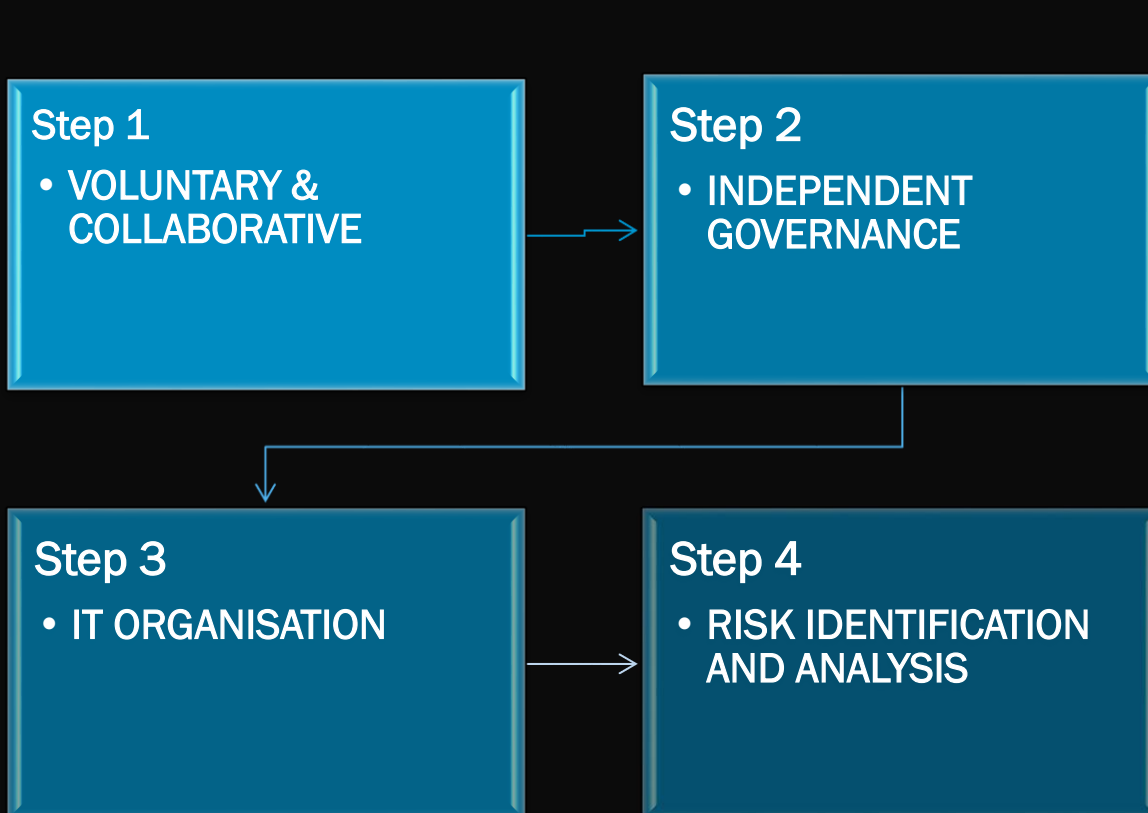 Step 1
• VOLUNTARY &
COLLABORATIVE
Step 2
• INDEPENDENT
GOVERNANCE
Step 3
• IT ORGANISATION
Step 4
• RISK IDENTIFICATION
AND ANALYSIS